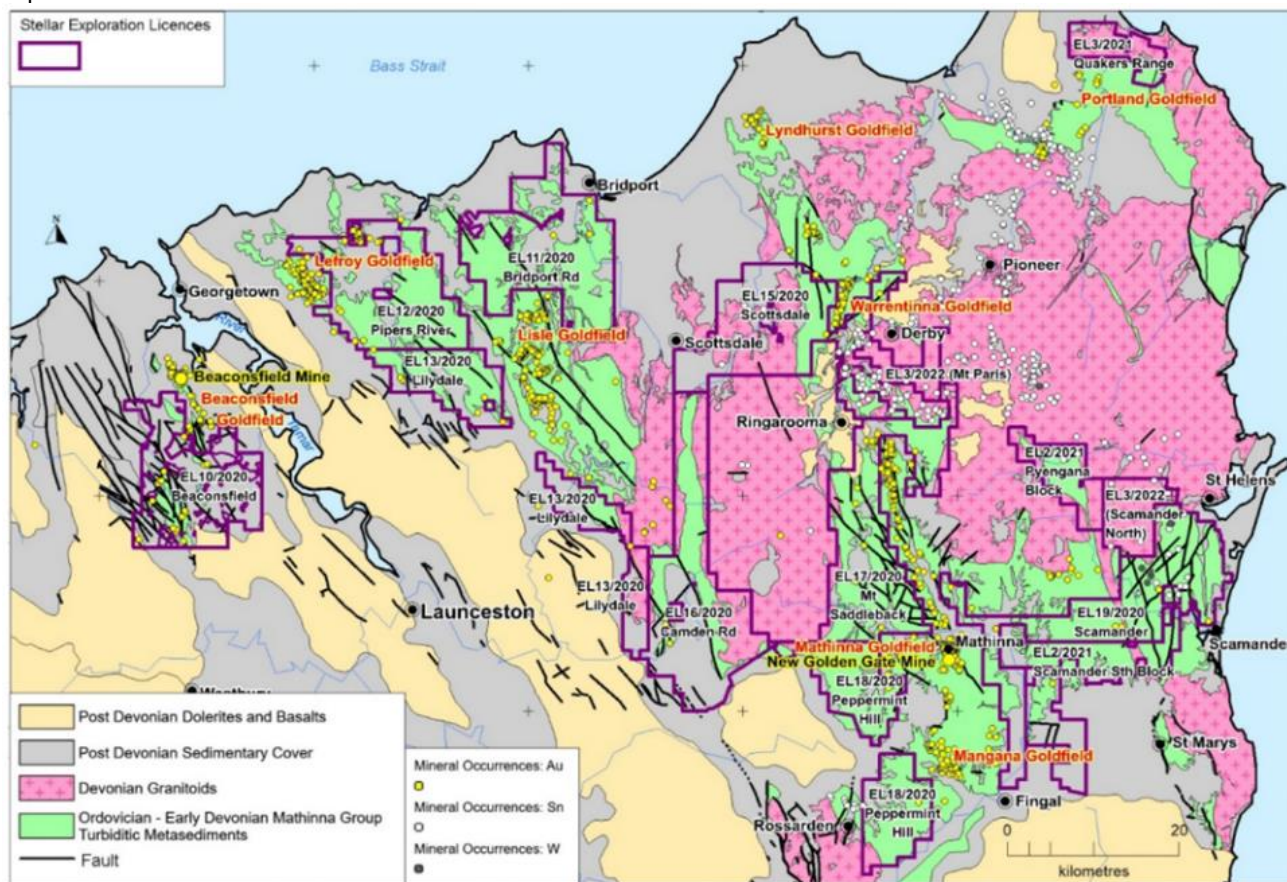 Stellar Exploration Licences
Bass Strait
EL3/2021
Quakers Range
Portland Goldfield
Lyndhurst Goldfield
Bridport
N
Lefroy Goldfield
EL11/2020
Bridport Rd
Pioneer
Georgetown
EL15/2020
Scottsdale
Warrentinna Goldfield
River
EL12/2020
Pipers River
Lisle Goldfield
Scottsdale
Derby
EL13/2020
Lilydale
Beaconsfield Mine
Beaconsfield
Goldfield
EL3/2022 (Mt Paris)
Tamar
Ringarooma
EL10/2020
Beaconsfield
EL2/2021
Pyengana
Block
St Helens
EL13/2020
Lilydale
EL3/2022
(Scamander
North)
EL13/2020
Lilydale
EL17/2020
Mt
Saddleback
Launceston
EL16/2020
Camden Rd
EL19/2020
Scamander
Scamander
Mathinna Goldfield
Mathinna
New Golden Gate Mine
EL2/2021
Scamander Sth Block
EL18/2020
Peppermint
Hill
Westbury
St Marys
Mangana Goldfield
EL18/2020
Peppermint
Hill
Fingal
Rossarden
0 20
kilometres
Post Devonian Dolerites and Basalts
Post Devonian Sedimentary Cover
Devonian Granitoids
Ordovician - Early Devonian Mathinna Group
Turbiditic Metasediments
Fault
Mineral Occurrences: Au
Mineral Occurrences: Sn
Mineral Occurrences: W